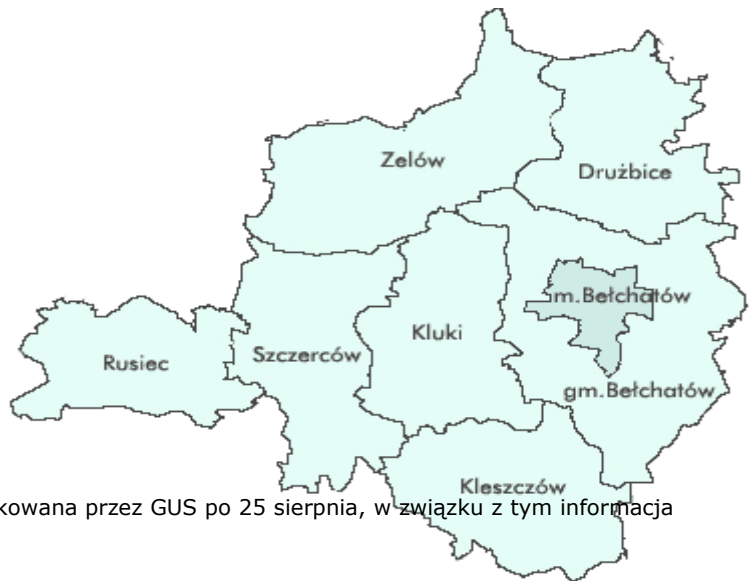 Zelów
Drużbice
m.Bełchatów
Kluki
Szczerców
Rusiec
gm.Bełchatów
Kleszczów
kowana przez GUS po 25 sierpnia, w związku z tym informacja